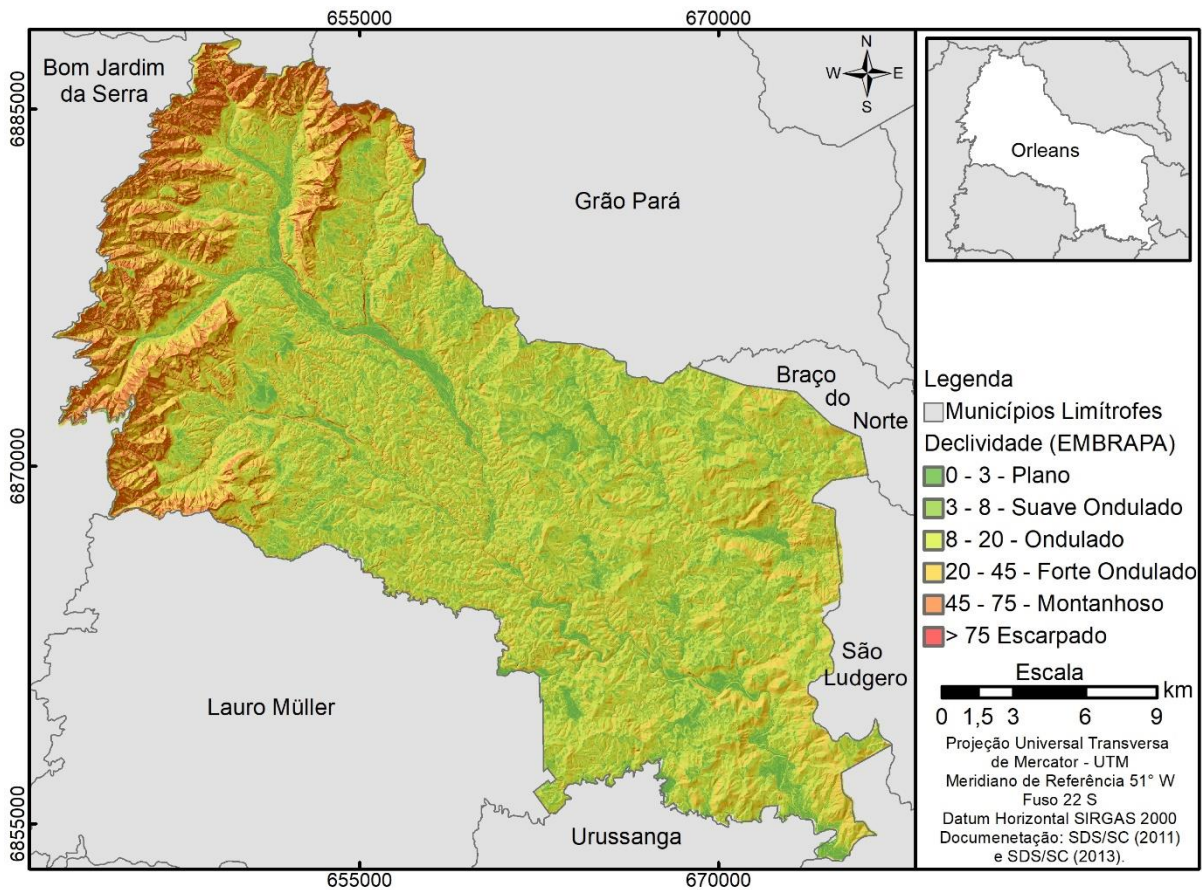 655000
670000
6885000
6870000
6855000
Bom Jardim
da Serra
N
W E
S
Grão Pará
Braço
do
Norte
São
Ludgero
Lauro Müller
Urussanga
655000
670000
Orleans
Legenda
Municípios Limítrofes
Declividade (EMBRAPA)
0 - 3 - Plano
3 - 8 - Suave Ondulado
8 - 20 - Ondulado
20 - 45 - Forte Ondulado
45 - 75 - Montanhoso
> 75 Escarpado
Escala
km
0 1,5 3 6 9
Projeção Universal Transversa
de Mercator - UTM
Meridiano de Referência 51° W
Fuso 22 S
Datum Horizontal SIRGAS 2000
Documenetação: SDS/SC (2011)
e SDS/SC (2013).